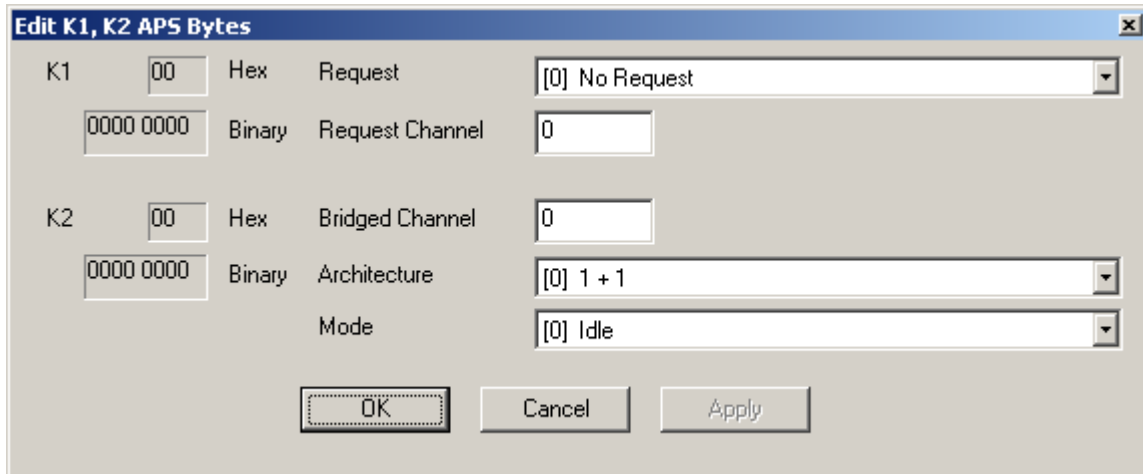 Edit K1, K2 APS Bytes
K1 00 Hex Request [0] No Request
0000 0000 Binary Request Channel 0
K2 00 Hex Bridged Channel 0
0000 0000 Binary Architecture [0] 1 + 1
Mode [0] Idle
OK Cancel Apply